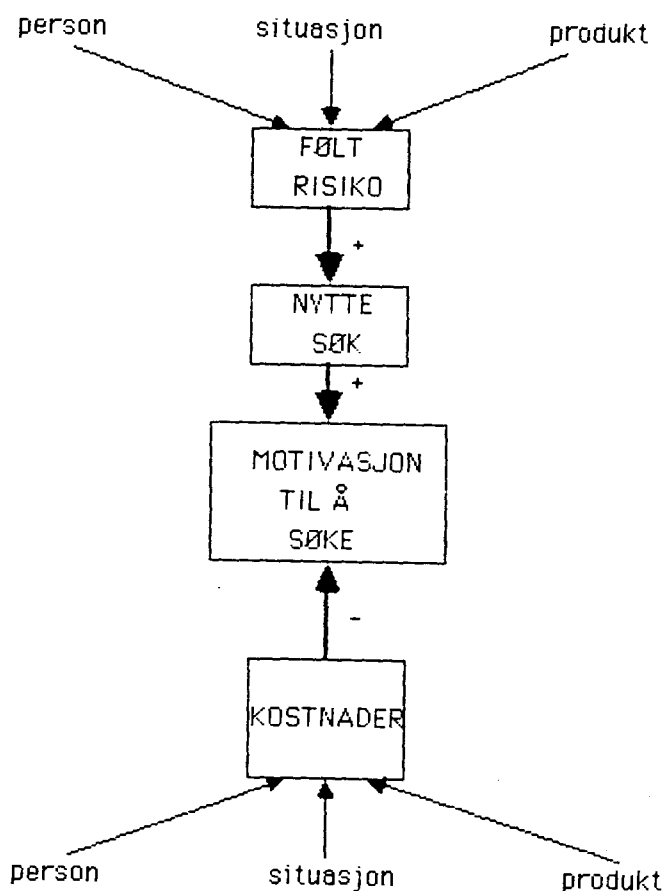 person situasjon produkt
FØLT
RISIKO
+
NYTTE
SØK
+
MOTIVASJON
TIL Å
SØKE
-
KOSTNADER
person situasjon produkt